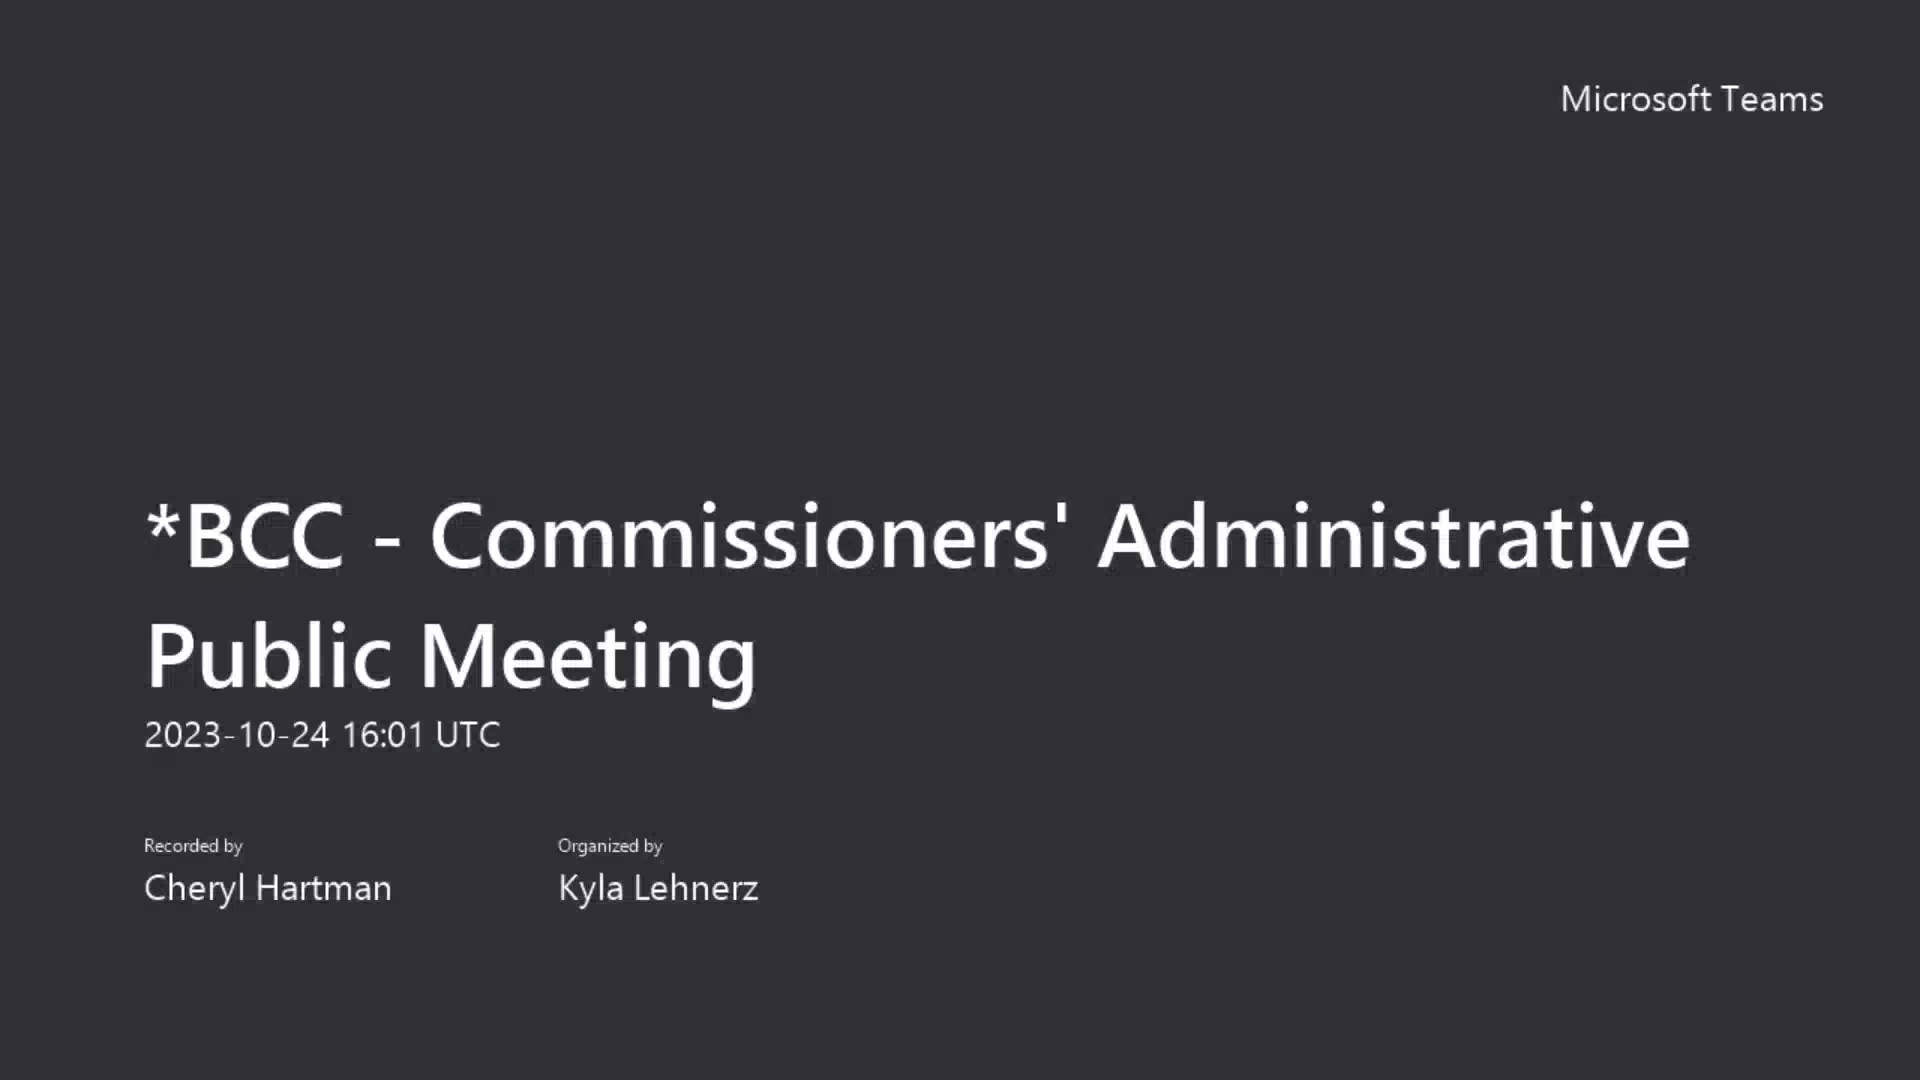 Microsoft Teams
*BCC - Commissioners' Administrative
Public Meeting
2023-10-24 16:01 UTC
Recorded by
Cheryl Hartman
Organized by
Kyla Lehnerz